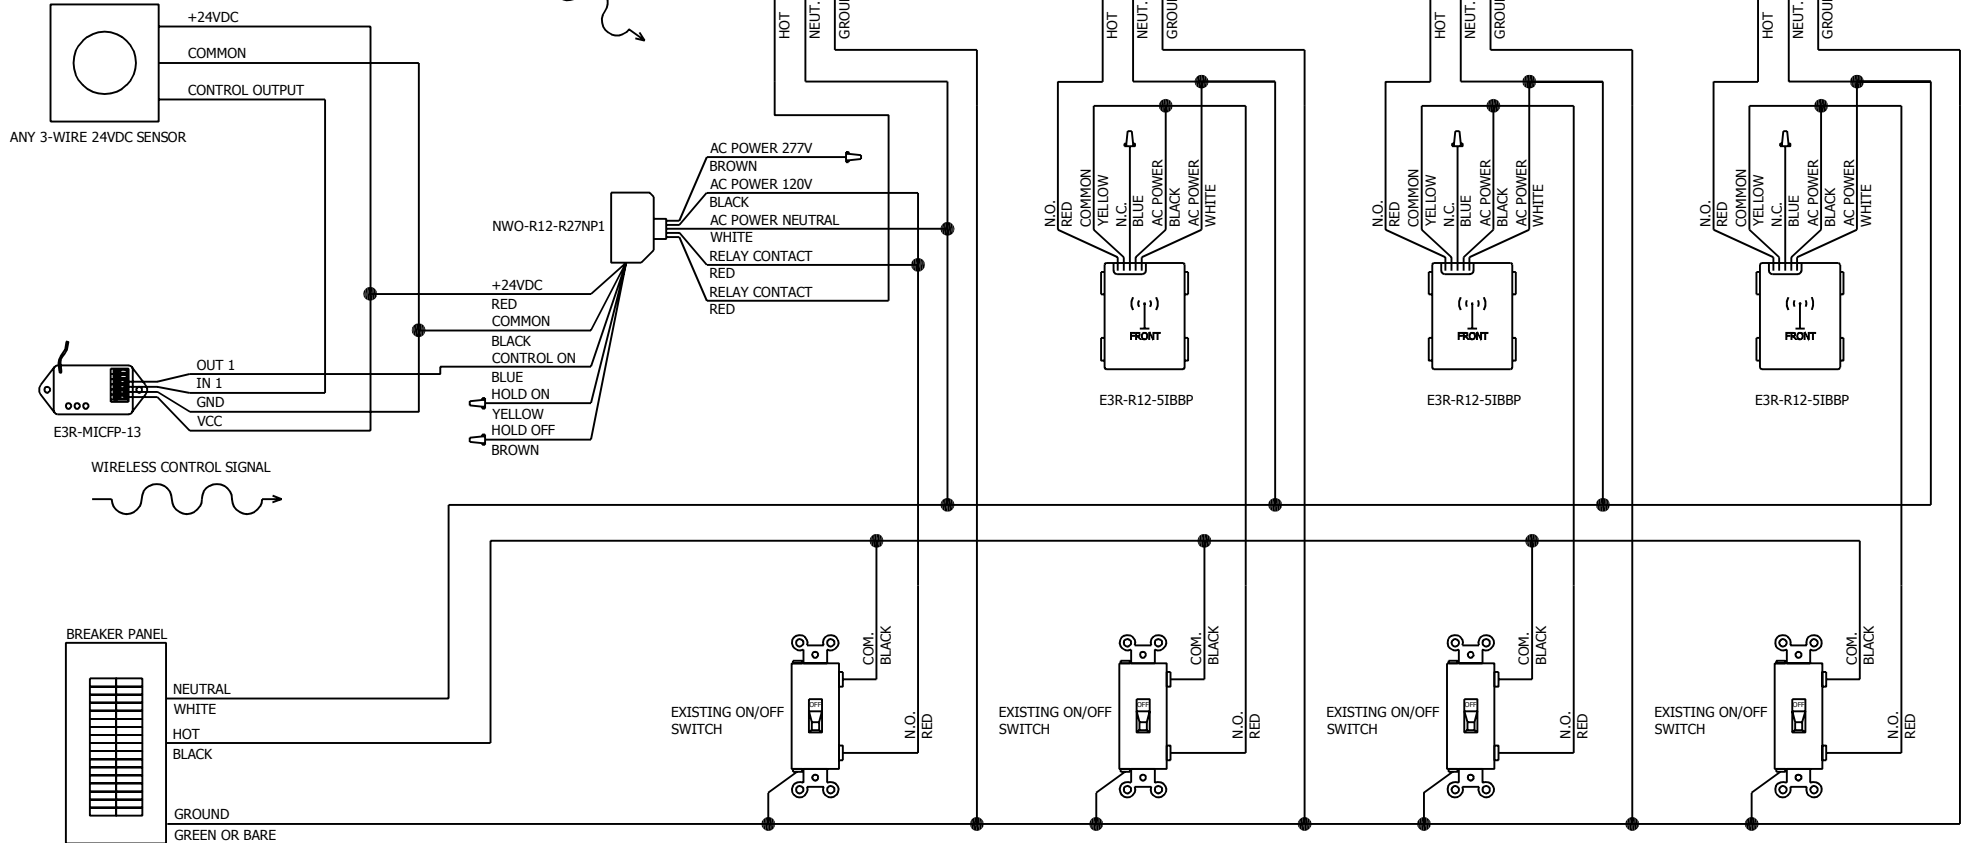 +24VDC
COMMON
CONTROL OUTPUT
ANY 3-WIRE 24VDC SENSOR
HOT
NEUT.
HOT
NEUT.
HOT
NEUT.
HOT
NEUT.
AC POWER 277V
BROWN
AC POWER 120V
BLACK
AC POWER NEUTRAL
WHITE
RELAY CONTACT
RED
RELAY CONTACT
RED
NWO-R12-R27NP1
+24VDC
RED
COMMON
BLACK
CONTROL ON
BLUE
HOLD ON
YELLOW
HOLD OFF
BROWN
OUT 1
IN 1
GND
VCC
E3R-MICFP-13
WIRELESS CONTROL SIGNAL
N.O.
RED
COMMON
YELLOW
N.C.
BLUE
AC POWER
BLACK
AC POWER
WHITE
FRONT
E3R-R12-5IBBP
N.O.
RED
COMMON
YELLOW
N.C.
BLUE
AC POWER
BLACK
AC POWER
WHITE
FRONT
E3R-R12-5IBBP
N.O.
RED
COMMON
YELLOW
N.C.
BLUE
AC POWER
BLACK
AC POWER
WHITE
FRONT
E3R-R12-5IBBP
BREAKER PANEL
NEUTRAL
WHITE
HOT
BLACK
GROUND
GREEN OR BARE
EXISTING ON/OFF
SWITCH
OFF
COM.
BLACK
N.O.
RED
EXISTING ON/OFF
SWITCH
OFF
COM.
BLACK
N.O.
RED
EXISTING ON/OFF
SWITCH
OFF
COM.
BLACK
N.O.
RED
EXISTING ON/OFF
SWITCH
OFF
COM.
BLACK
N.O.
RED